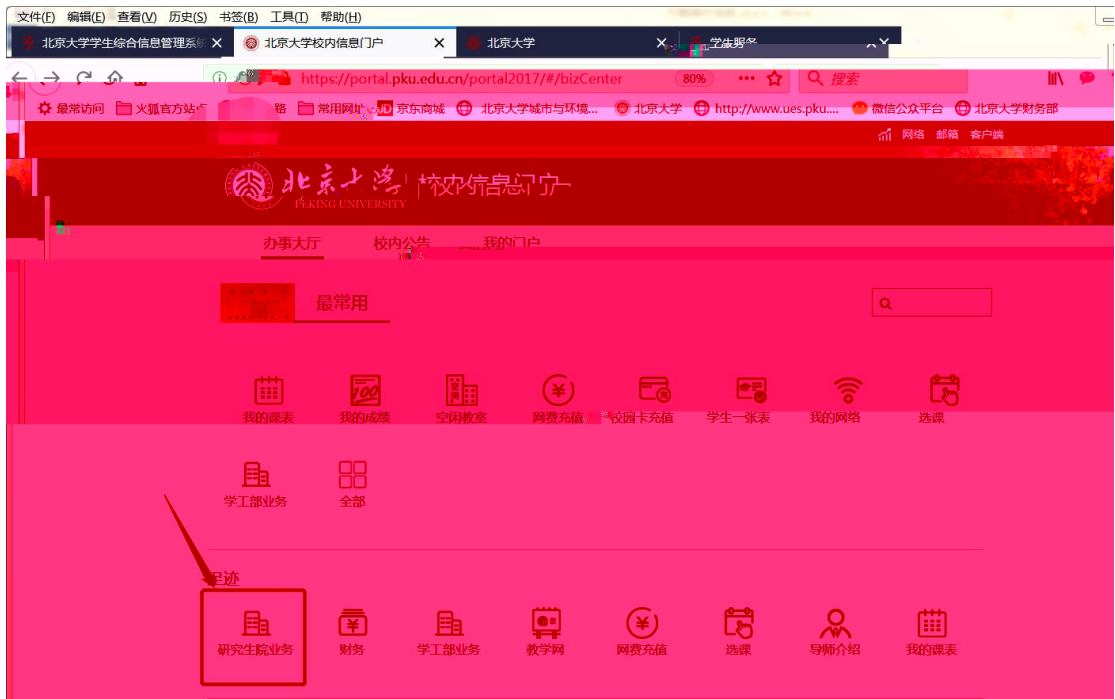 文件(F) 编辑(E) 查看(V) 历史(S) 书签(B) 工具(T) 帮助(H)
北京大学学生综合信息管理系统 北京大学校内信息门户 北京大学 学生服务
https://portal.pku.edu.cn/portal2017/#/bizCenter 80% 搜索
最常访问 火狐官方站点 常用网址 JD 京东商城 北京大学城市与环境... 北京大学 http://www.ues.pku.... 微信公众平台 北京大学财务部
网络 邮箱 客户端
北京大学 校内信息门户
PEKING UNIVERSITY
办事大厅 校内公告 我的门户
最常用
我的课表 我的成绩 空闲教室 网费充值 校园卡充值 学生一张表 我的网络 选课
学工部业务 全部
足迹
研究生院业务 财务 学工部业务 教学网 网费充值 选课 导师介绍 我的课表